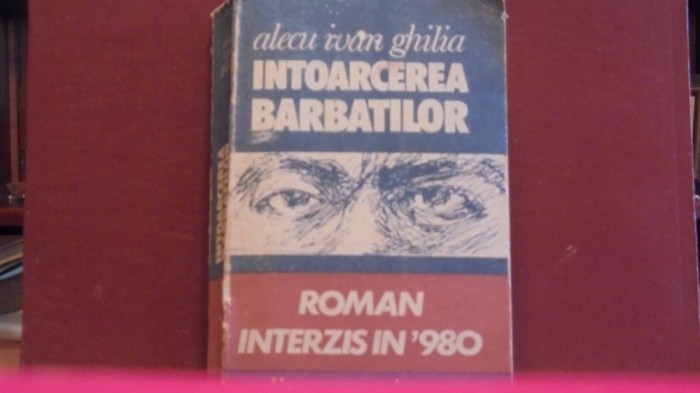 alecu ivan ghilia
INTOARCEREA
BARBATILOR
ROMAN
INTERZIS IN '980